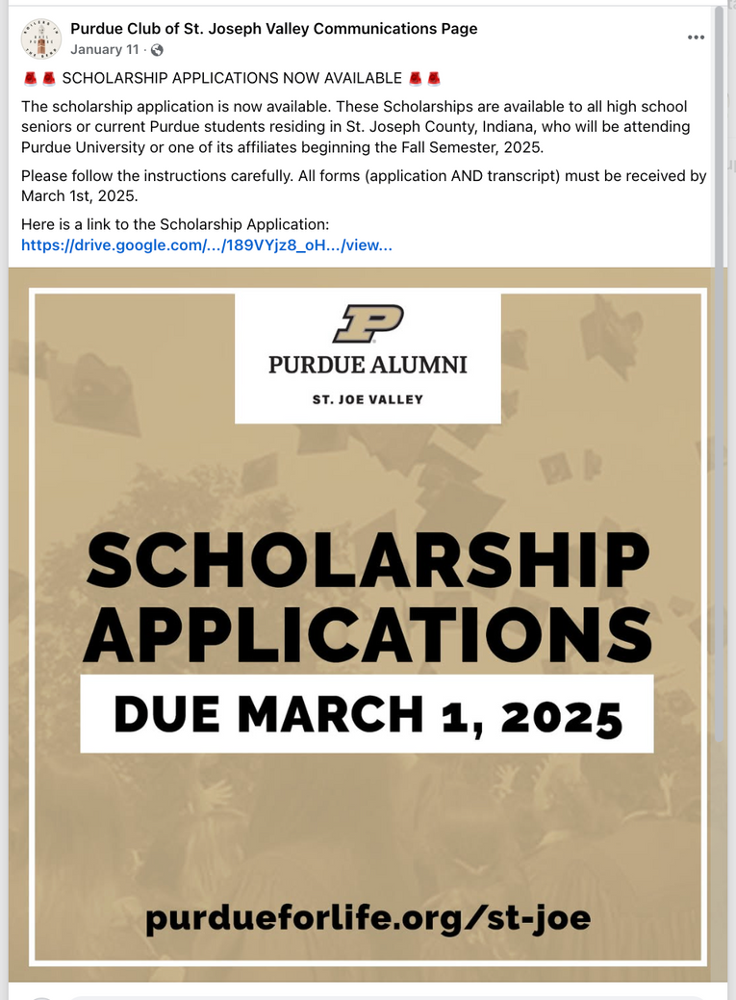 Purdue Club of St. Joseph Valley Communications Page
January 11 ·
SCHOLARSHIP APPLICATIONS NOW AVAILABLE
The scholarship application is now available. These Scholarships are available to all high school
seniors or current Purdue students residing in St. Joseph County, Indiana, who will be attending
Purdue University or one of its affiliates beginning the Fall Semester, 2025.
Please follow the instructions carefully. All forms (application AND transcript) must be received by
March 1st, 2025.
Here is a link to the Scholarship Application:
https://drive.google.com/.../189VYjz8_oH.../view...
P
PURDUE ALUMNI
ST. JOE VALLEY
SCHOLARSHIP
APPLICATIONS
DUE MARCH 1, 2025
purdueforlife.org/st-joe